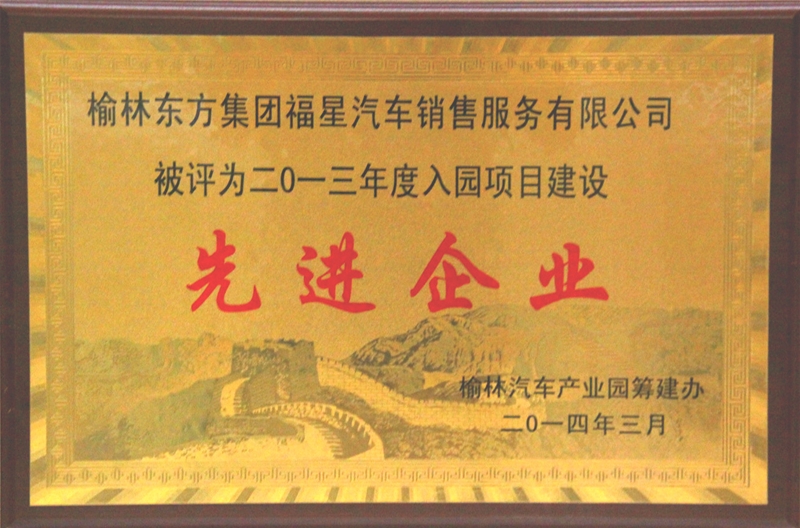 榆林东方集团福星汽车销售服务有限公司
被评为二0一三年度入园项目建设
先进企业
榆林汽车产业园筹建办
二0一四年三月